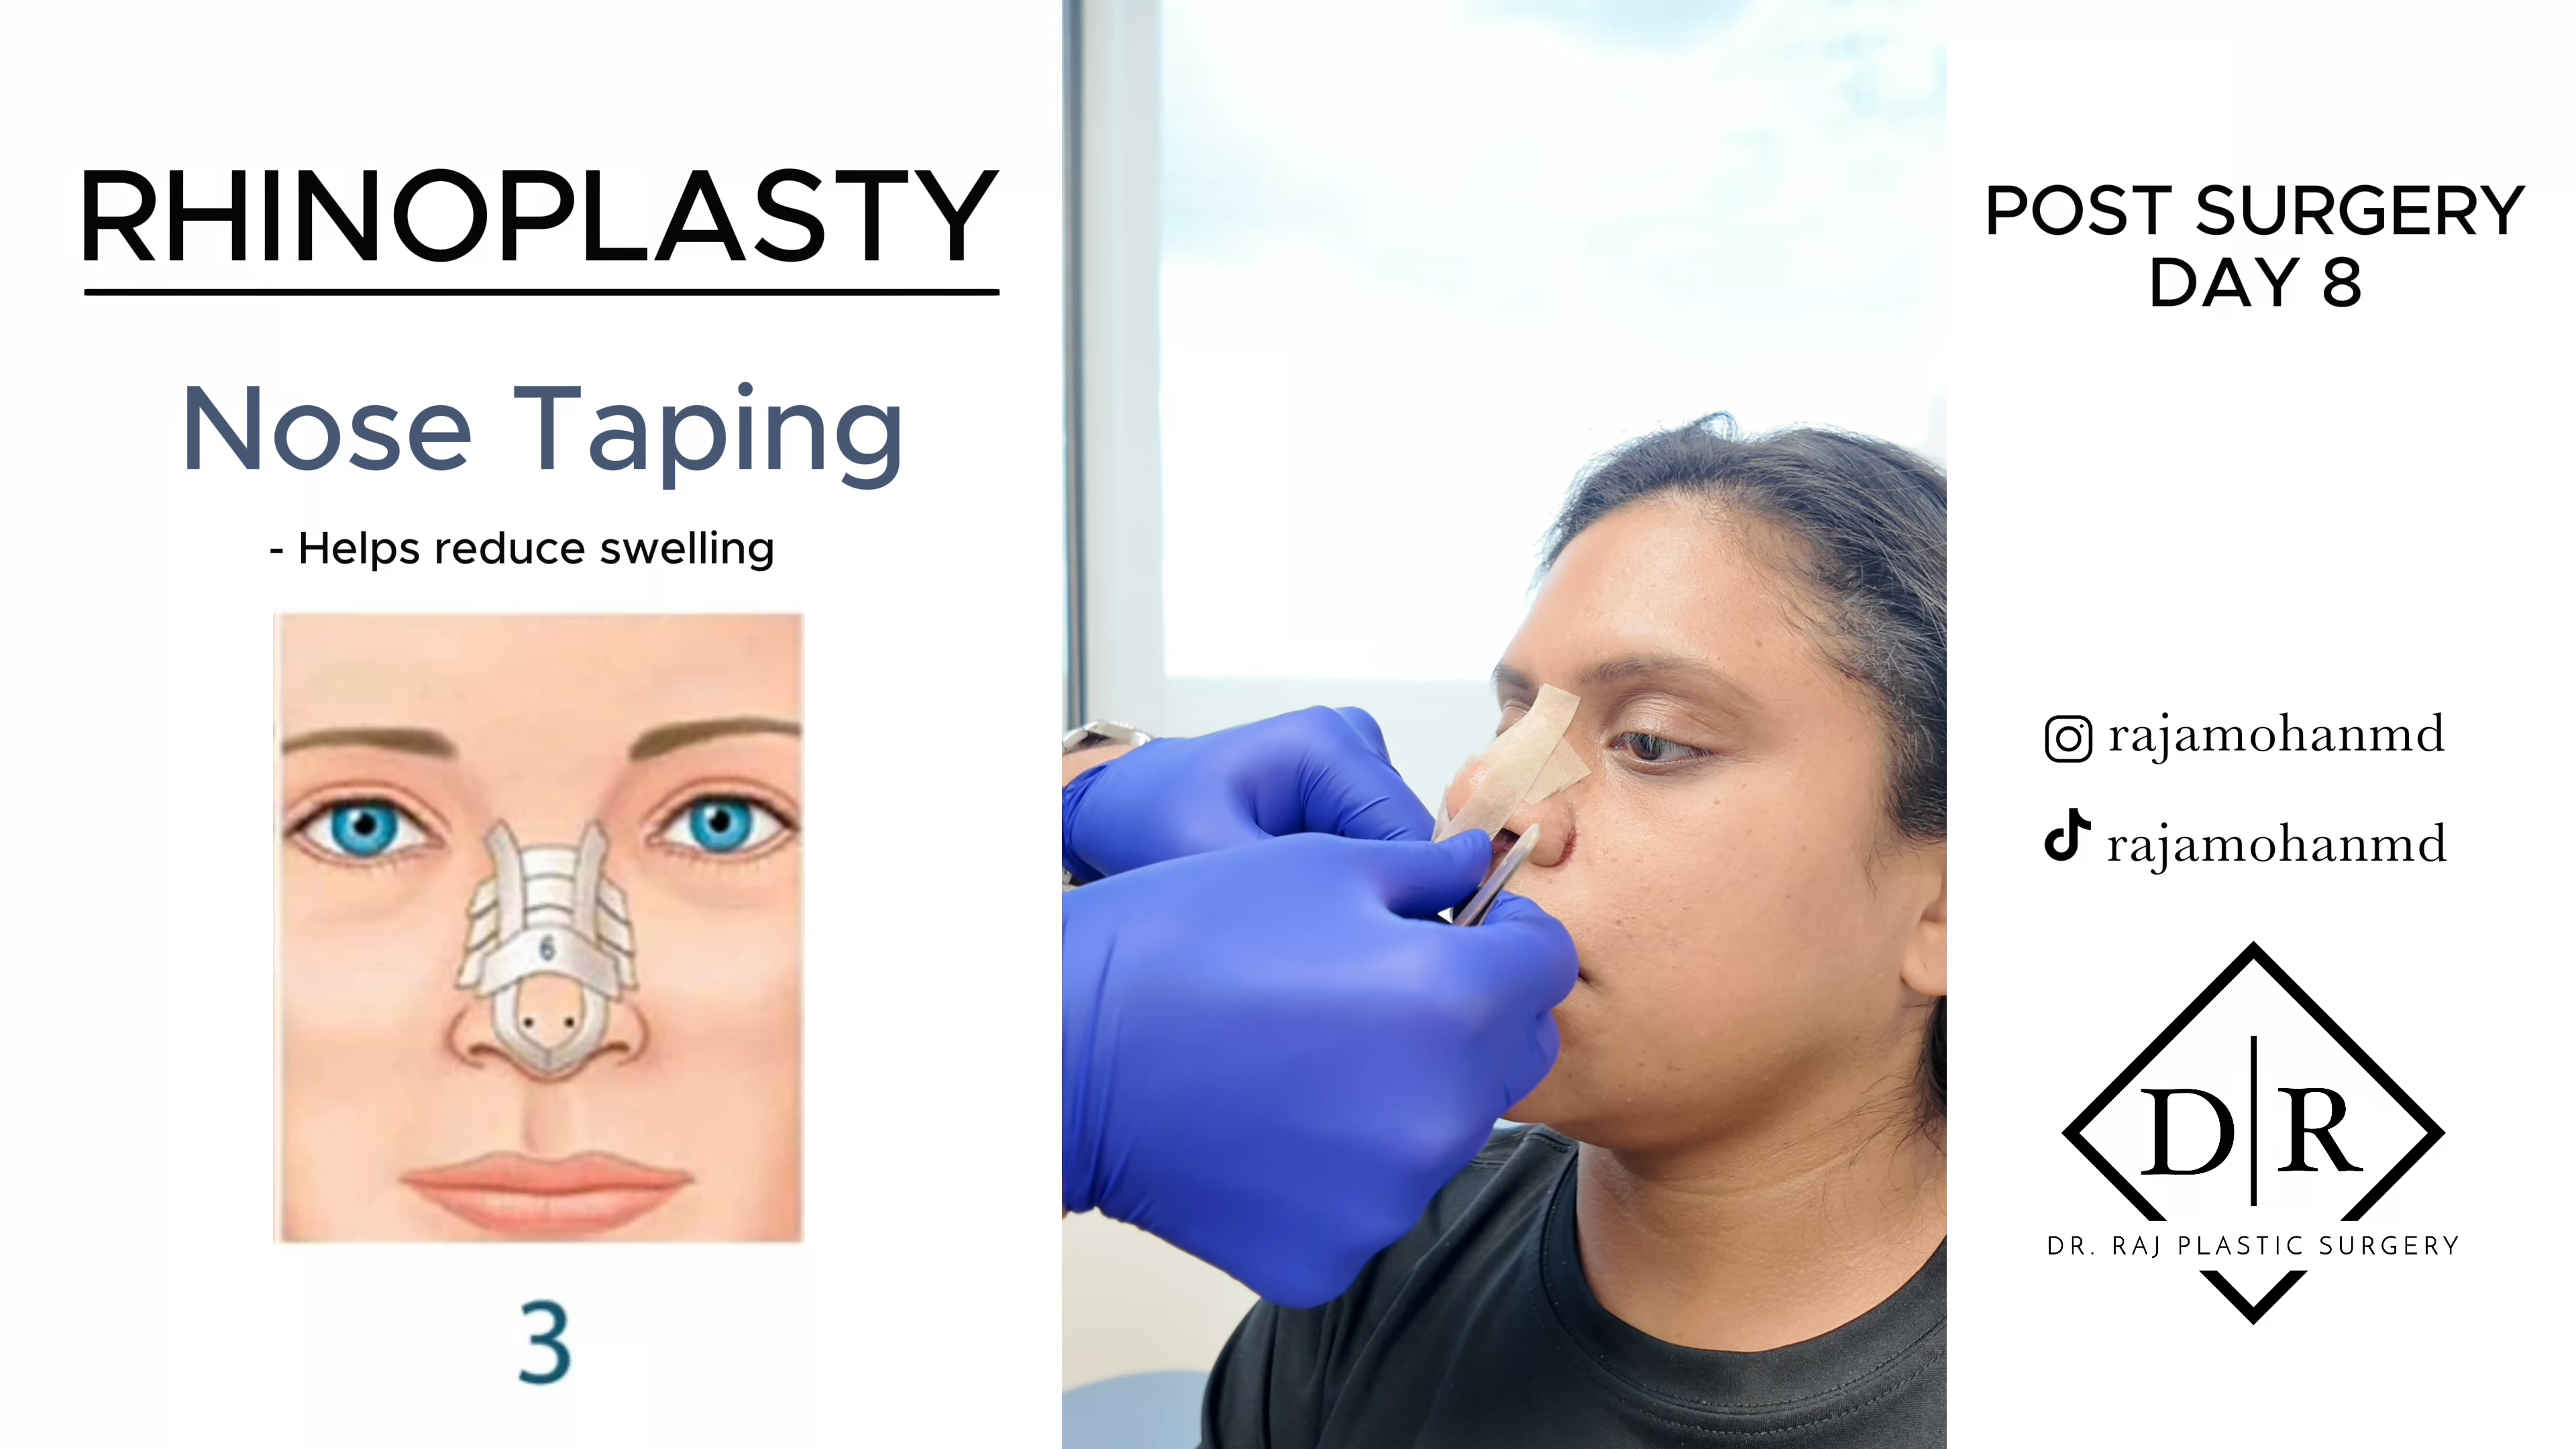 RHINOPLASTY
Nose Taping
- Helps reduce swelling
6
3
POST SURGERY
DAY 8
rajamohanmd
rajamohanmd
D R
DR. RAJ PLASTIC SURGERY